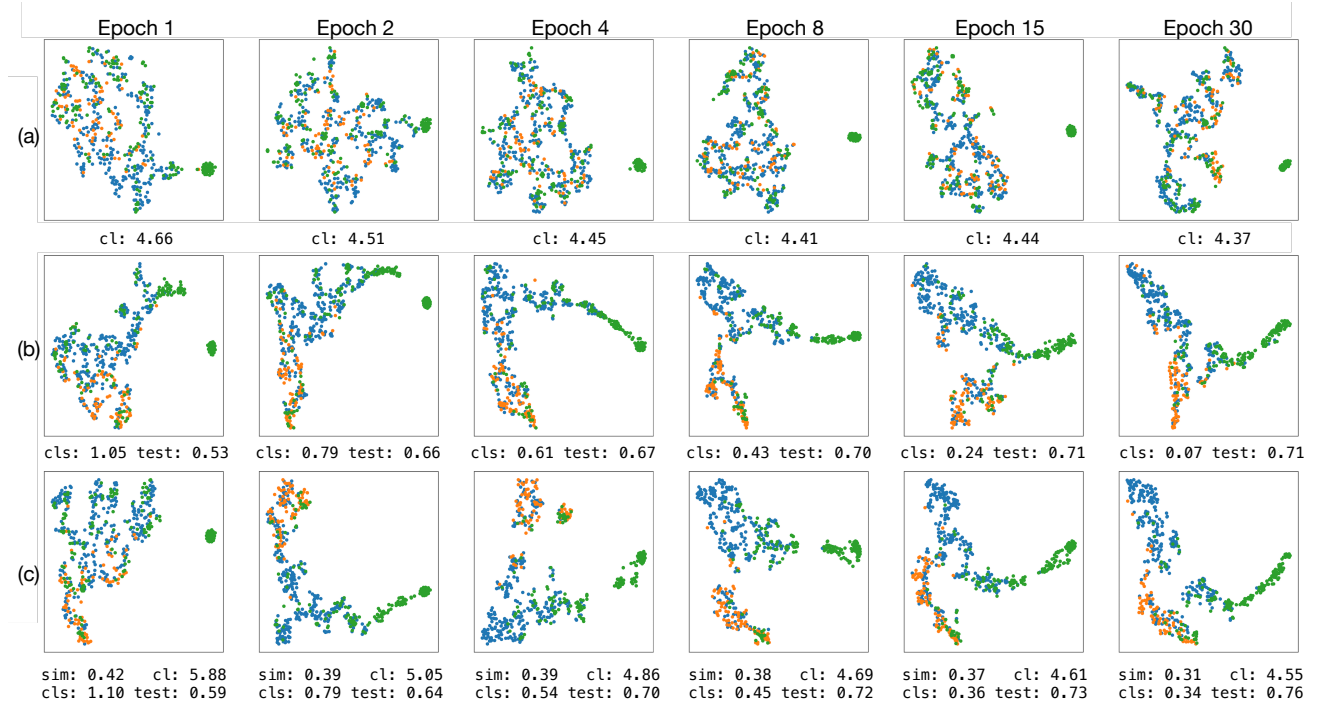 Epoch 1 Epoch 2 Epoch 4 Epoch 8 Epoch 15 Epoch 30
(a)
cl: 4.66 cl: 4.51 cl: 4.45 cl: 4.41 cl: 4.44 cl: 4.37
(b)
cls: 1.05 test: 0.53 cls: 0.79 test: 0.66 cls: 0.61 test: 0.67 cls: 0.43 test: 0.70 cls: 0.24 test: 0.71 cls: 0.07 test: 0.71
(c)
sim: 0.42 cl: 5.88 sim: 0.39 cl: 5.05 sim: 0.39 cl: 4.86 sim: 0.38 cl: 4.69 sim: 0.37 cl: 4.61 sim: 0.31 cl: 4.55
cls: 1.10 test: 0.59 cls: 0.79 test: 0.64 cls: 0.54 test: 0.70 cls: 0.45 test: 0.72 cls: 0.36 test: 0.73 cls: 0.34 test: 0.76